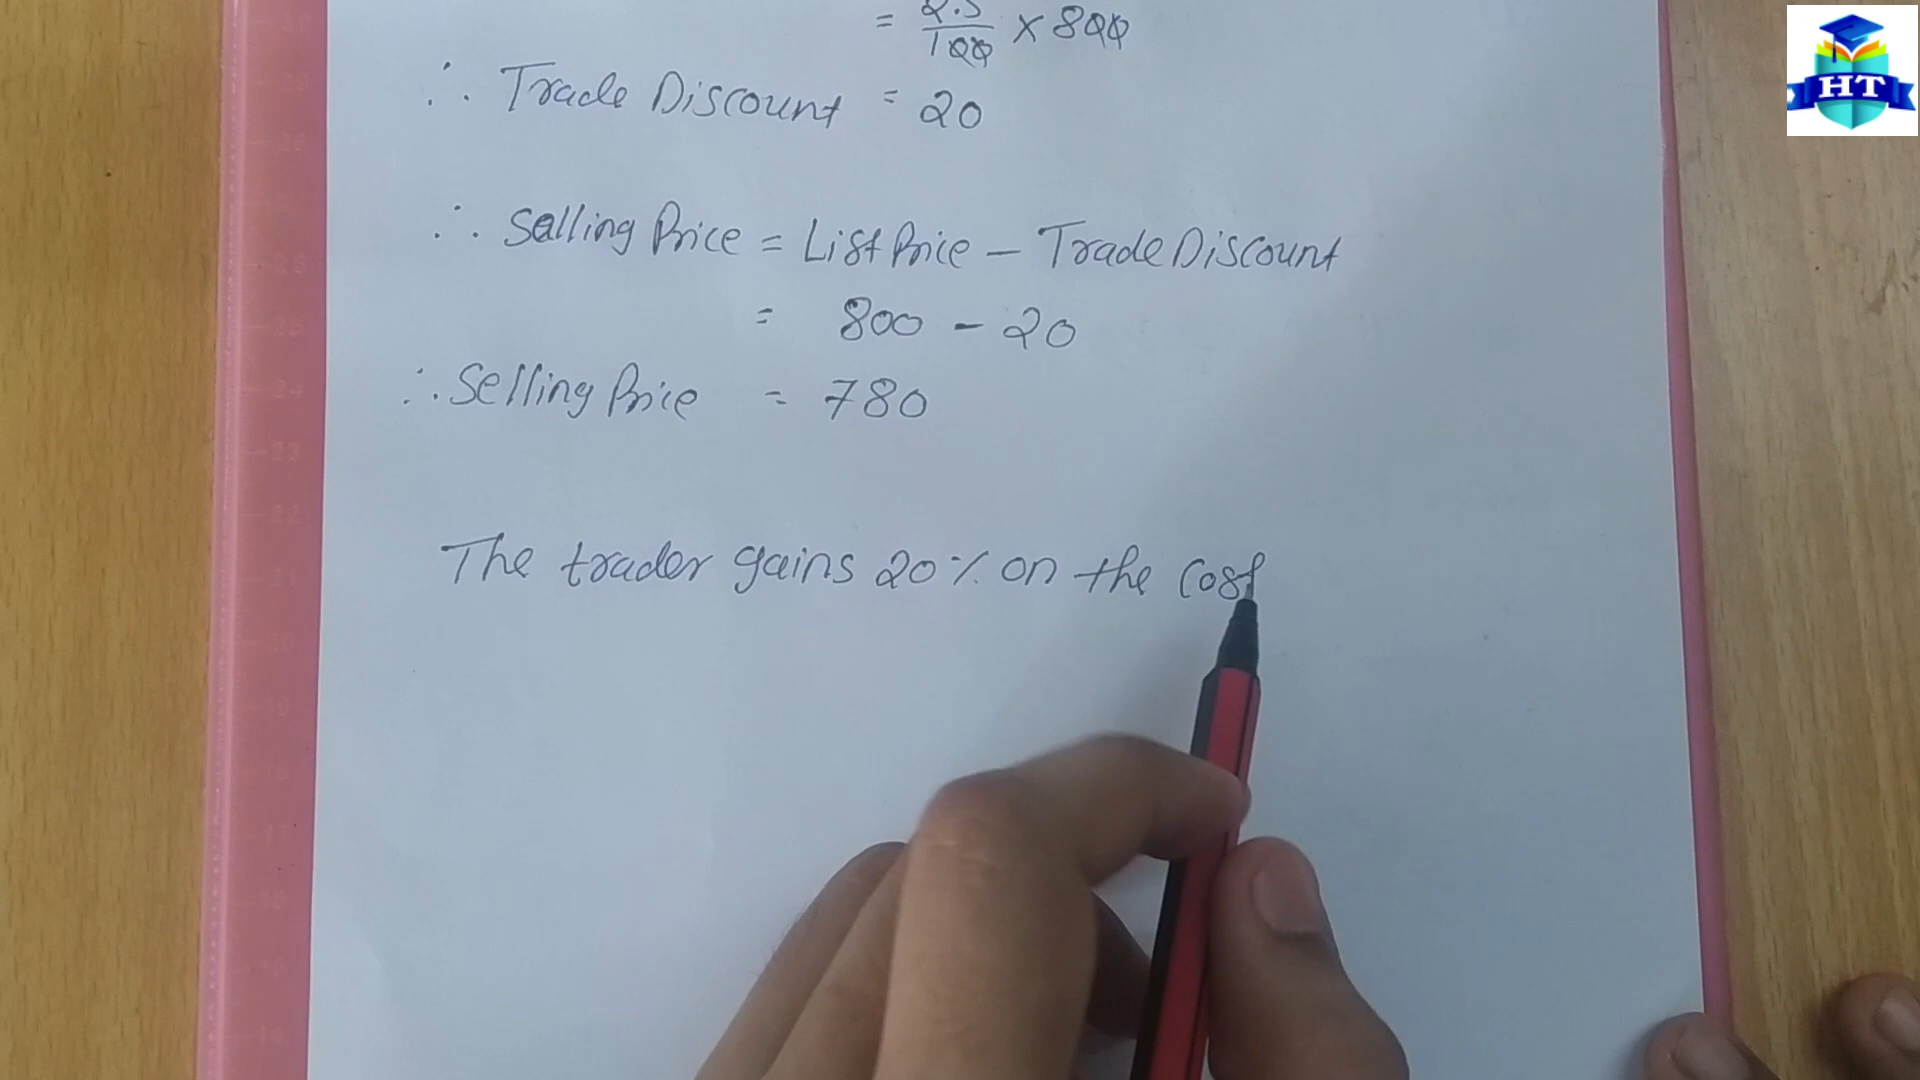 = 2.5/100 × 800
∴ Trade Discount = 20
∴ Selling Price = List Price – Trade Discount
= 800 – 20
∴ Selling Price = 780
The trader gains 20% on the cost
HT